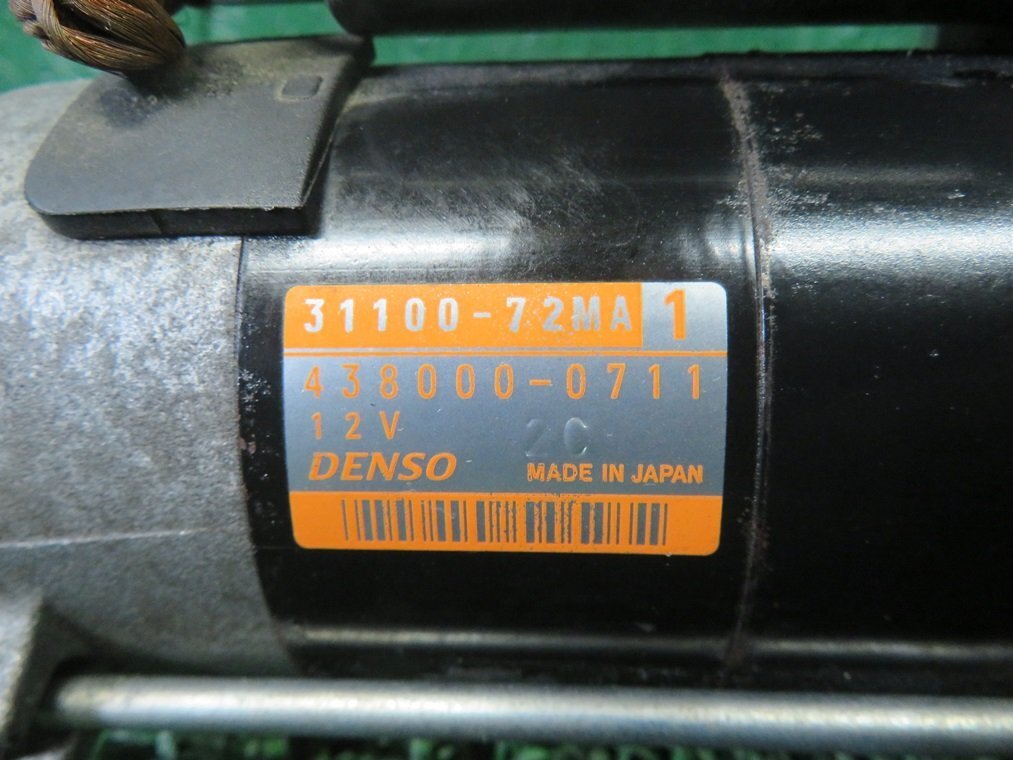 31100-72MA 1
438000-0711
12V 2C
DENSO MADE IN JAPAN